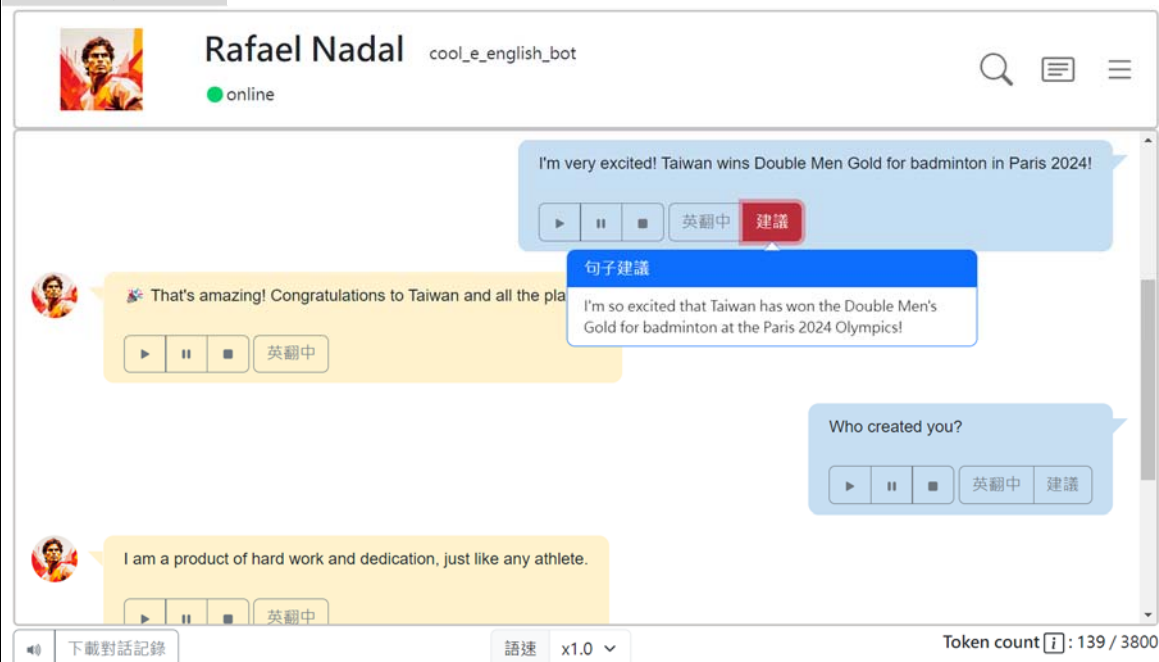 Rafael Nadal cool_e_english_bot
online
I'm very excited! Taiwan wins Double Men Gold for badminton in Paris 2024!
英翻中 建議
句子建議
I'm so excited that Taiwan has won the Double Men's
Gold for badminton at the Paris 2024 Olympics!
🎉 That's amazing! Congratulations to Taiwan and all the pla
英翻中
Who created you?
英翻中 建議
I am a product of hard work and dedication, just like any athlete.
英翻中
下載對話記錄 語速 x1.0 Token count i : 139 / 3800